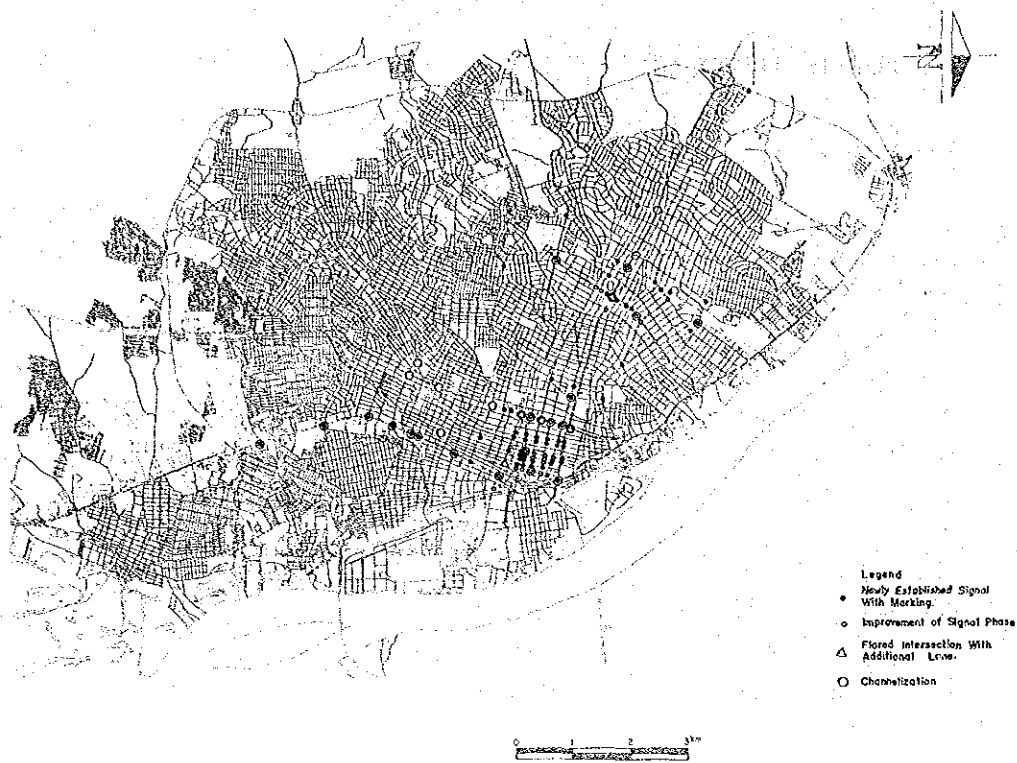 N
Legend
Newly Established Signal
With Marking.
Improvement of Signal Phase
Flared Intersection With
Additional Lane.
Channelization
0 1 2 3km